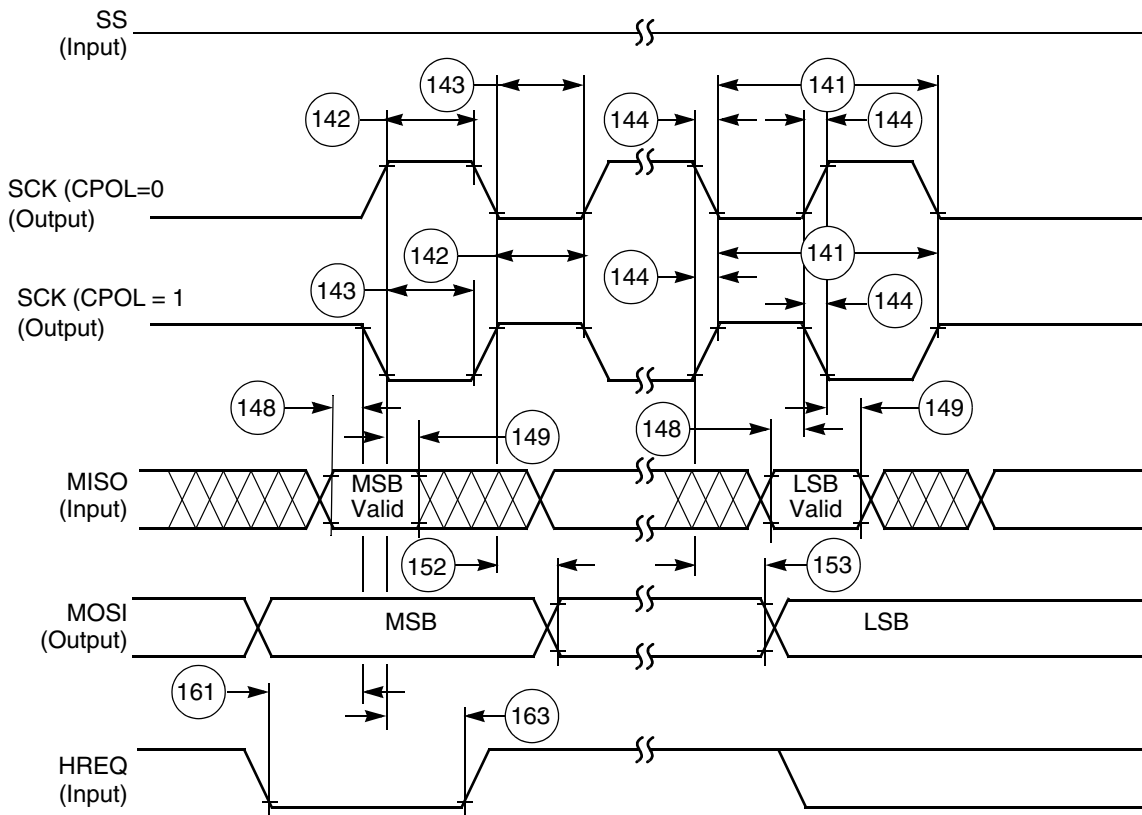 SS
(Input)
143
141
142
144
144
SCK (CPOL=0
(Output)
142
141
143
144
144
SCK (CPOL = 1
(Output)
148
149
148
149
MISO
(Input)
MSB
Valid
LSB
Valid
152
153
MOSI
(Output)
MSB
LSB
161
163
HREQ
(Input)